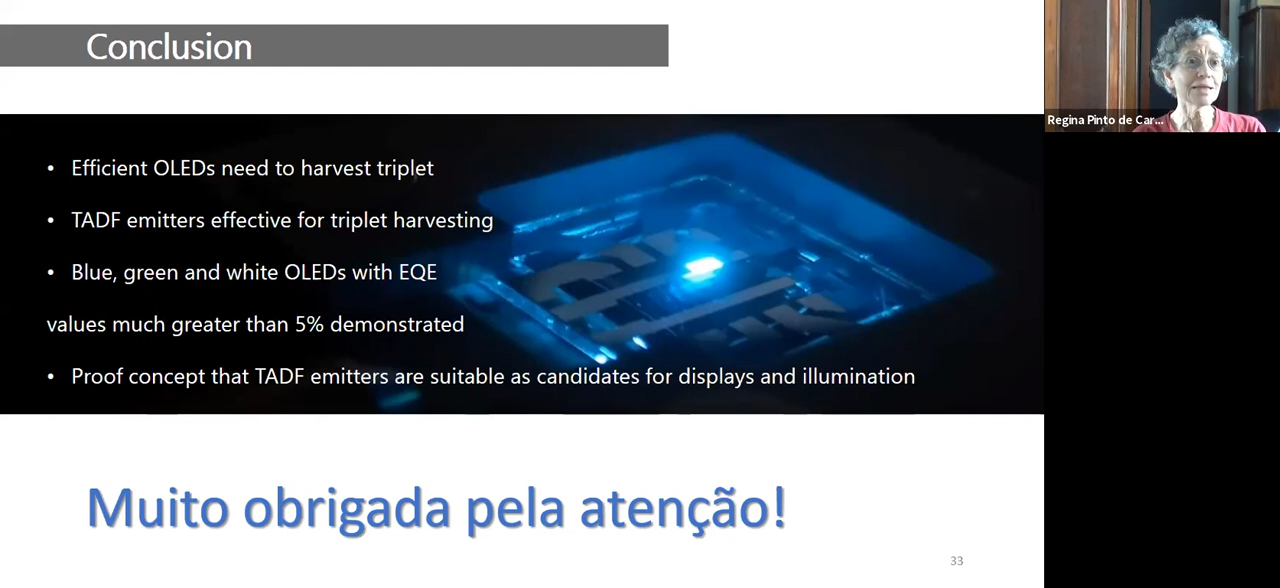 Conclusion
Regina Pinto de Car...
• Efficient OLEDs need to harvest triplet
• TADF emitters effective for triplet harvesting
• Blue, green and white OLEDs with EQE
values much greater than 5% demonstrated
• Proof concept that TADF emitters are suitable as candidates for displays and illumination
Muito obrigada pela atenção!
33